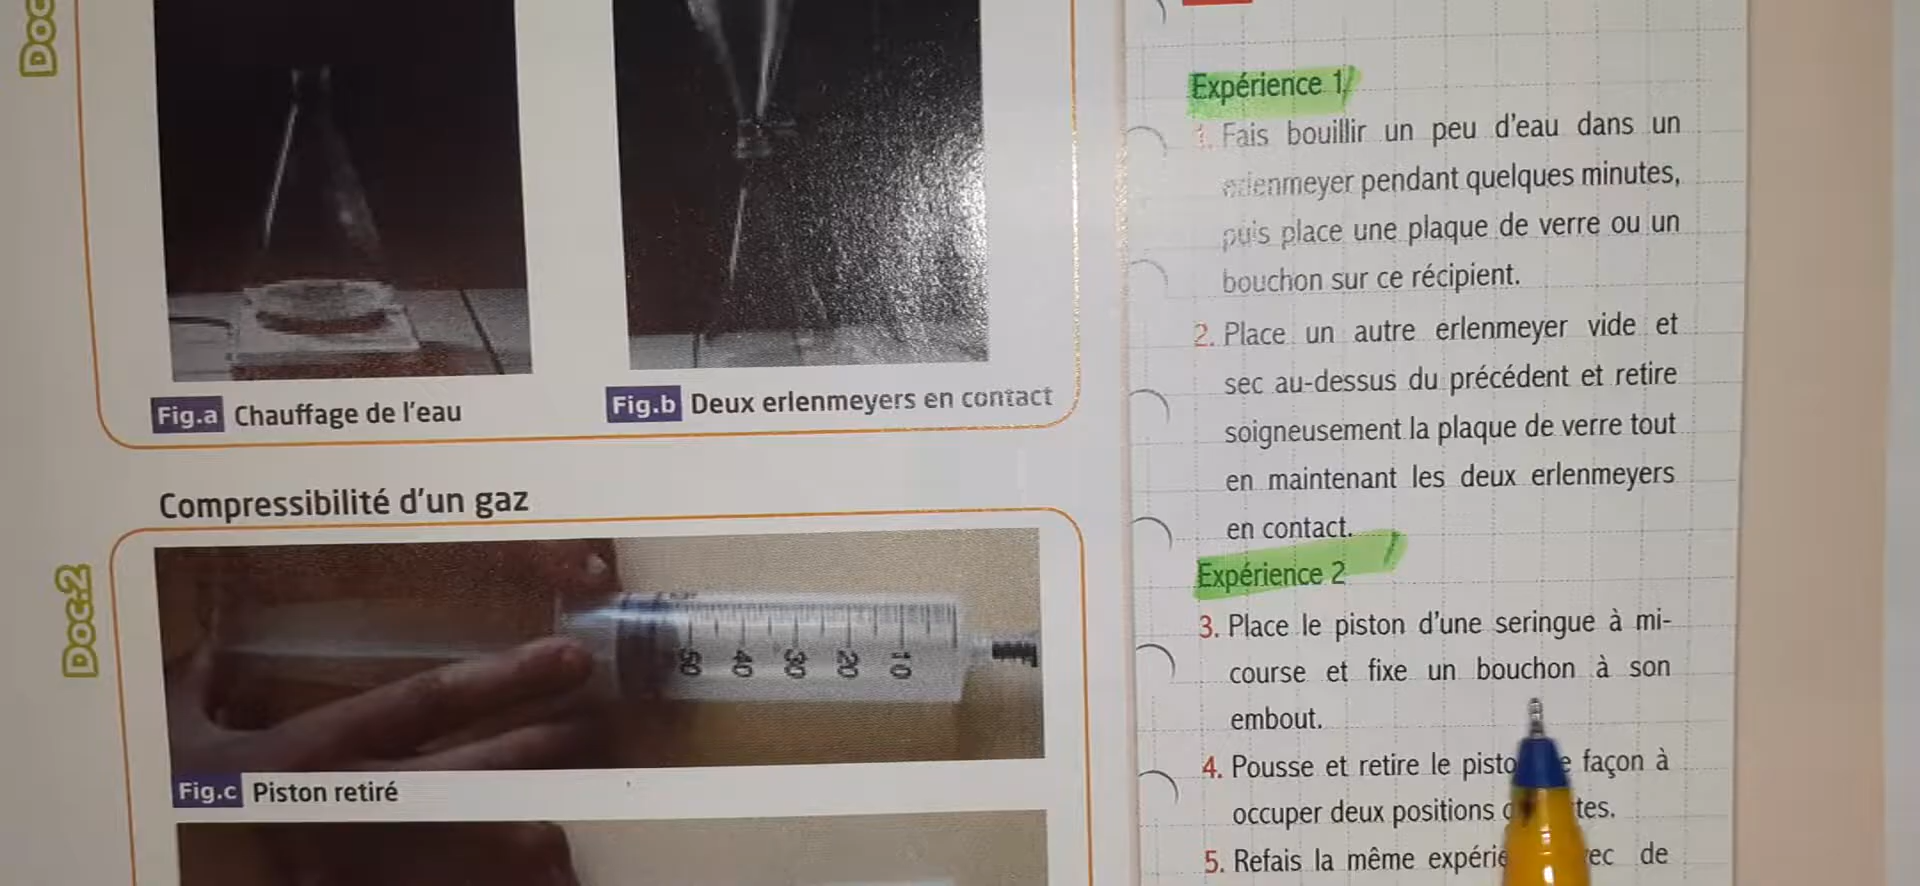 Doc
Fig.a Chauffage de l'eau
Fig.b Deux erlenmeyers en contact
Compressibilité d'un gaz
Doc.2
50 40 30 20 10
Fig.c Piston retiré
Expérience 1
1. Fais bouillir un peu d'eau dans un
erlenmeyer pendant quelques minutes,
puis place une plaque de verre ou un
bouchon sur ce récipient.
2. Place un autre erlenmeyer vide et
sec au-dessus du précédent et retire
soigneusement la plaque de verre tout
en maintenant les deux erlenmeyers
en contact.
Expérience 2
3. Place le piston d'une seringue à mi-
course et fixe un bouchon à son
embout.
4. Pousse et retire le façon à
occuper deux positions
5. Refais la même de